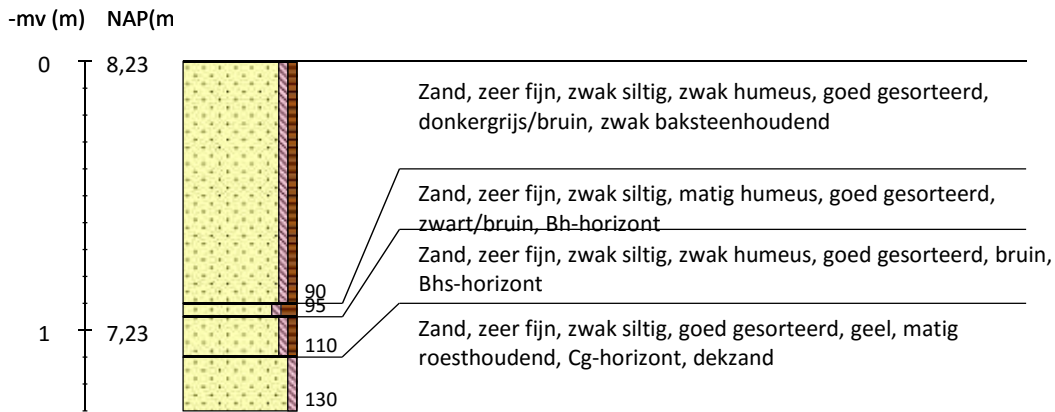 -mv (m) NAP(m
0 8,23
Zand, zeer fijn, zwak siltig, zwak humeus, goed gesorteerd,
donkergrijs/bruin, zwak baksteenhoudend
Zand, zeer fijn, zwak siltig, matig humeus, goed gesorteerd,
zwart/bruin, Bh-horizont
Zand, zeer fijn, zwak siltig, zwak humeus, goed gesorteerd, bruin,
Bhs-horizont
90
95
1 7,23
Zand, zeer fijn, zwak siltig, goed gesorteerd, geel, matig
roesthoudend, Cg-horizont, dekzand
110
130